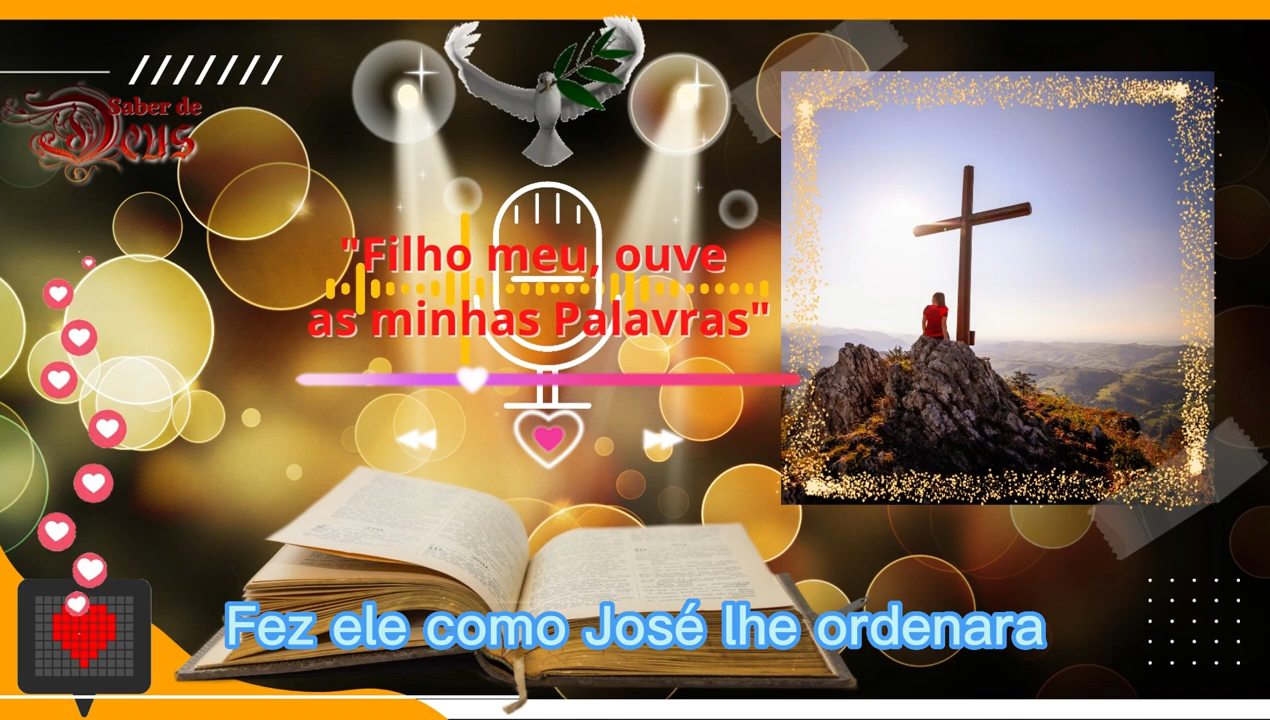 Saber de
Deus
"Filho meu, ouve
as minhas Palavras"
Fez ele como José lhe ordenara